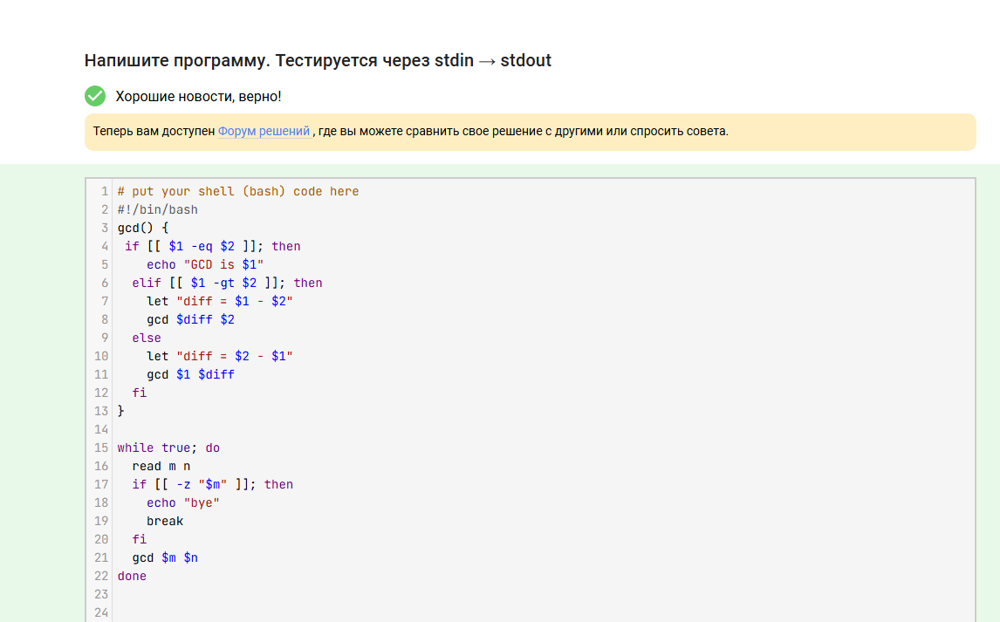 Напишите программу. Тестируется через stdin → stdout
Хорошие новости, верно!
Теперь вам доступен Форум решений , где вы можете сравнить свое решение с другими или спросить совета.
1 # put your shell (bash) code here
2 #!/bin/bash
3 gcd() {
4  if [[ $1 -eq $2 ]]; then
5     echo "GCD is $1"
6   elif [[ $1 -gt $2 ]]; then
7     let "diff = $1 - $2"
8     gcd $diff $2
9   else
10     let "diff = $2 - $1"
11     gcd $1 $diff
12   fi
13 }
14
15 while true; do
16   read m n
17   if [[ -z "$m" ]]; then
18     echo "bye"
19     break
20   fi
21   gcd $m $n
22 done
23
24